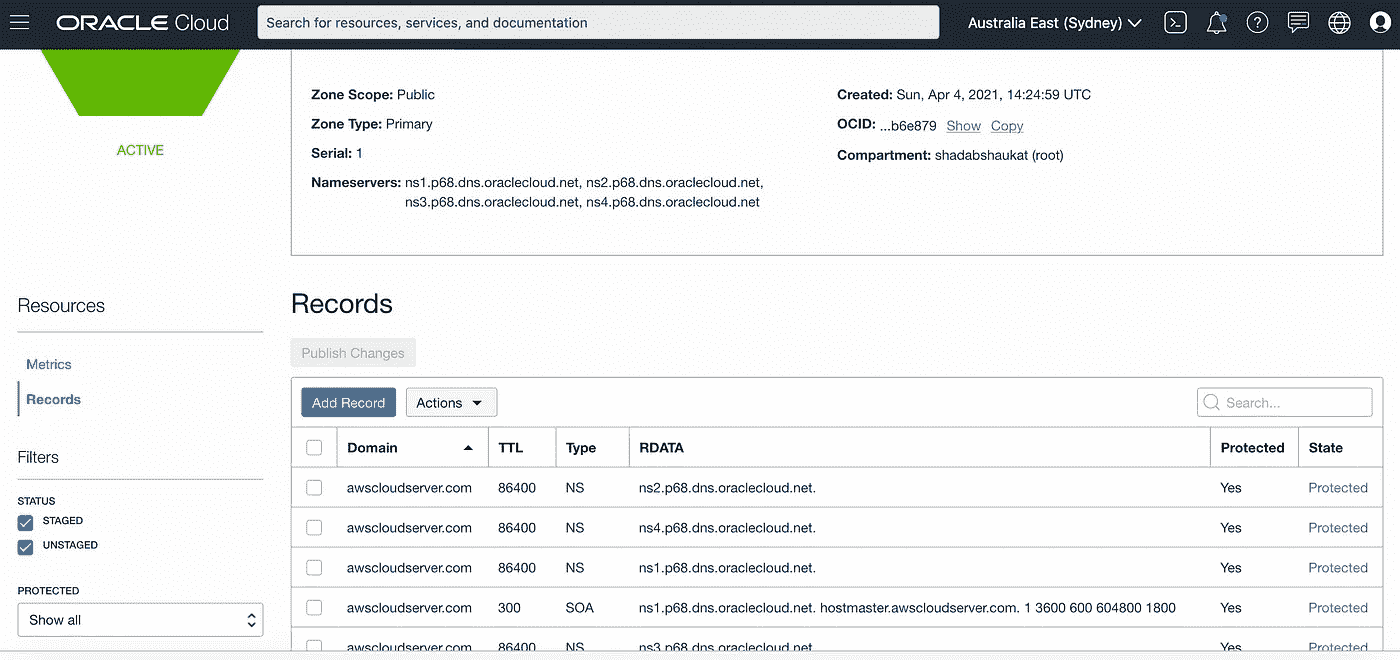 ORACLE Cloud
Search for resources, services, and documentation
Australia East (Sydney)
ACTIVE
Zone Scope: Public
Zone Type: Primary
Serial: 1
Nameservers: ns1.p68.dns.oraclecloud.net, ns2.p68.dns.oraclecloud.net,
ns3.p68.dns.oraclecloud.net, ns4.p68.dns.oraclecloud.net
Created: Sun, Apr 4, 2021, 14:24:59 UTC
OCID: ...b6e879 Show Copy
Compartment: shadabshaukat (root)
Resources
Metrics
Records
Filters
STATUS
STAGED
UNSTAGED
PROTECTED
Show all
Records
Publish Changes
Add Record Actions Search...
Domain TTL Type RDATA Protected State
awscloudserver.com 86400 NS ns2.p68.dns.oraclecloud.net. Yes Protected
awscloudserver.com 86400 NS ns4.p68.dns.oraclecloud.net. Yes Protected
awscloudserver.com 86400 NS ns1.p68.dns.oraclecloud.net. Yes Protected
awscloudserver.com 300 SOA ns1.p68.dns.oraclecloud.net. hostmaster.awscloudserver.com. 1 3600 600 604800 1800 Yes Protected
awscloudserver.com 86400 NS ns3.p68.dns.oraclecloud.net. Yes Protected